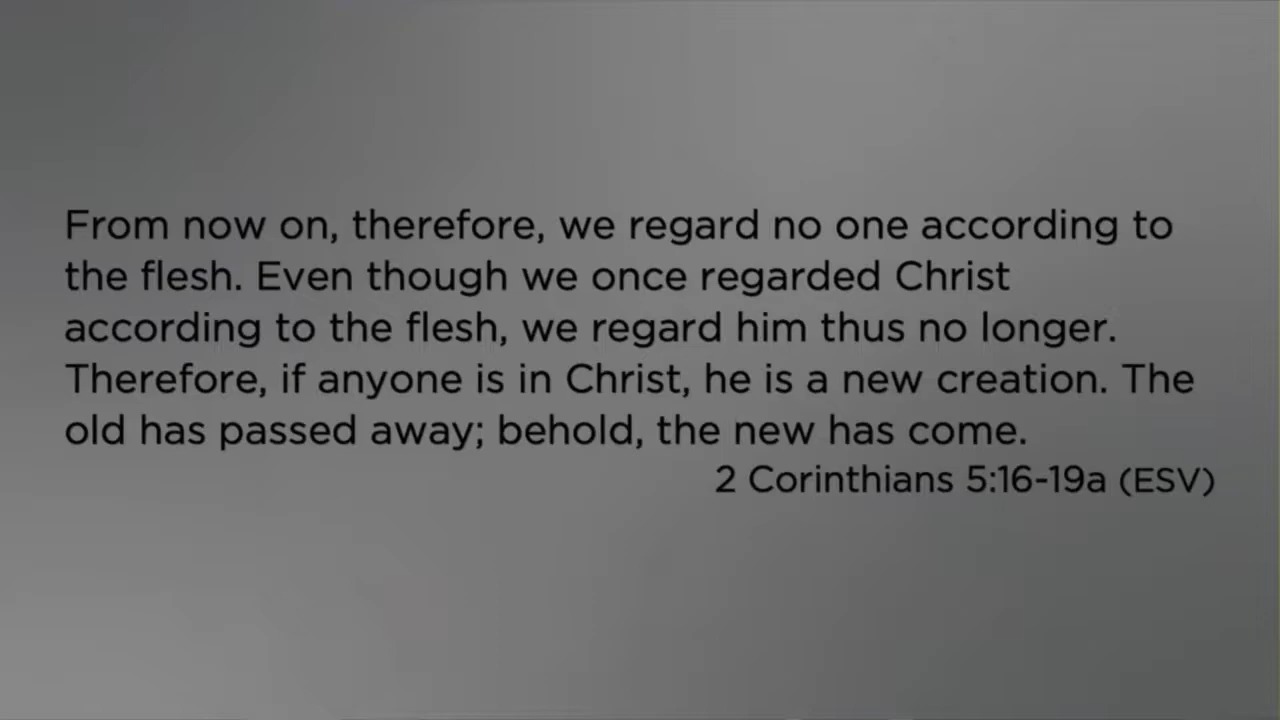 From now on, therefore, we regard no one according to
the flesh. Even though we once regarded Christ
according to the flesh, we regard him thus no longer.
Therefore, if anyone is in Christ, he is a new creation. The
old has passed away; behold, the new has come.
2 Corinthians 5:16-19a (ESV)